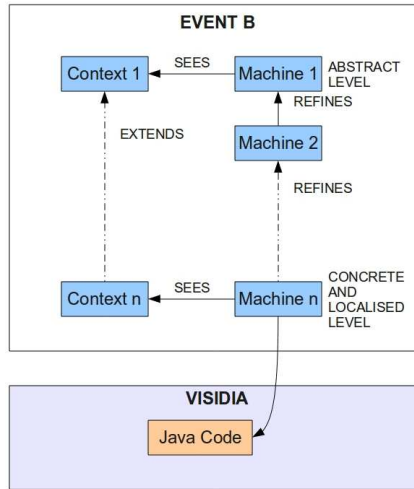 EVENT B
Context 1
SEES
Machine 1
ABSTRACT
LEVEL
REFINES
EXTENDS
Machine 2
REFINES
Context n
SEES
Machine n
CONCRETE
AND
LOCALISED
LEVEL
VISIDIA
Java Code